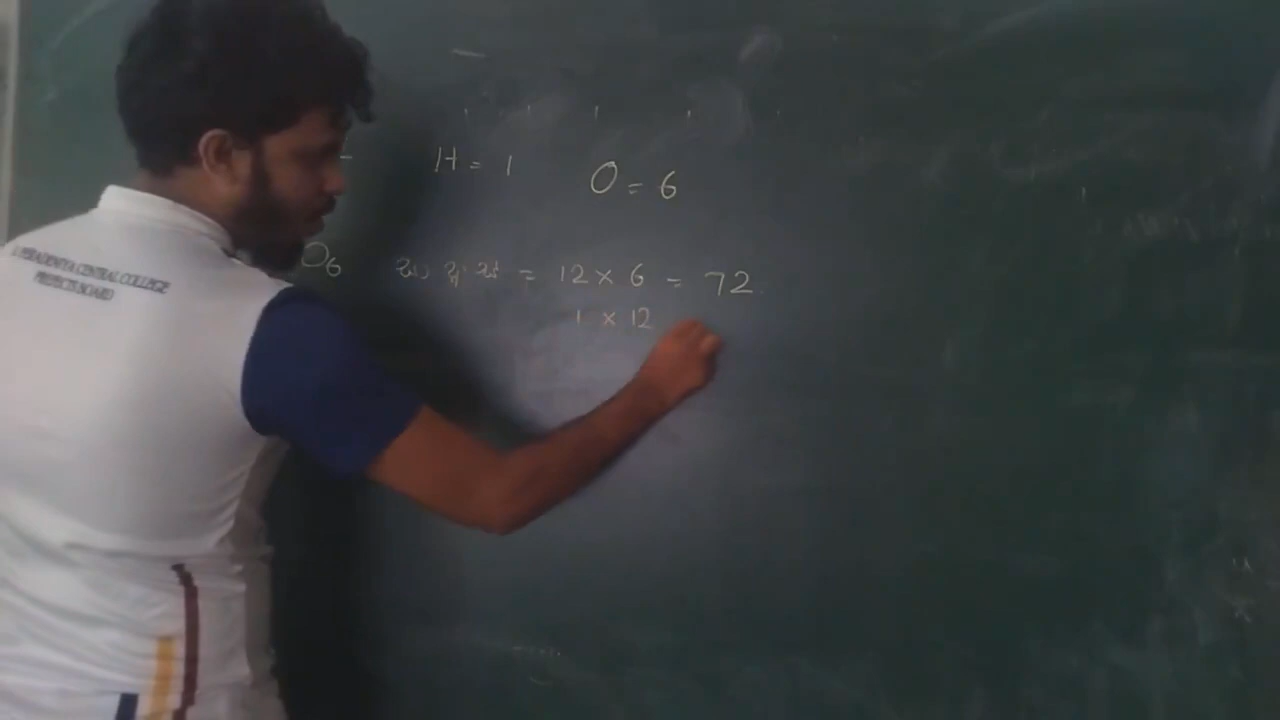 H = 1 O = 6
O6 සා.අ.ස් = 12 × 6 = 72
1 × 12
PERADENIYA CENTRAL COLLEGE
PREFECTS BOARD